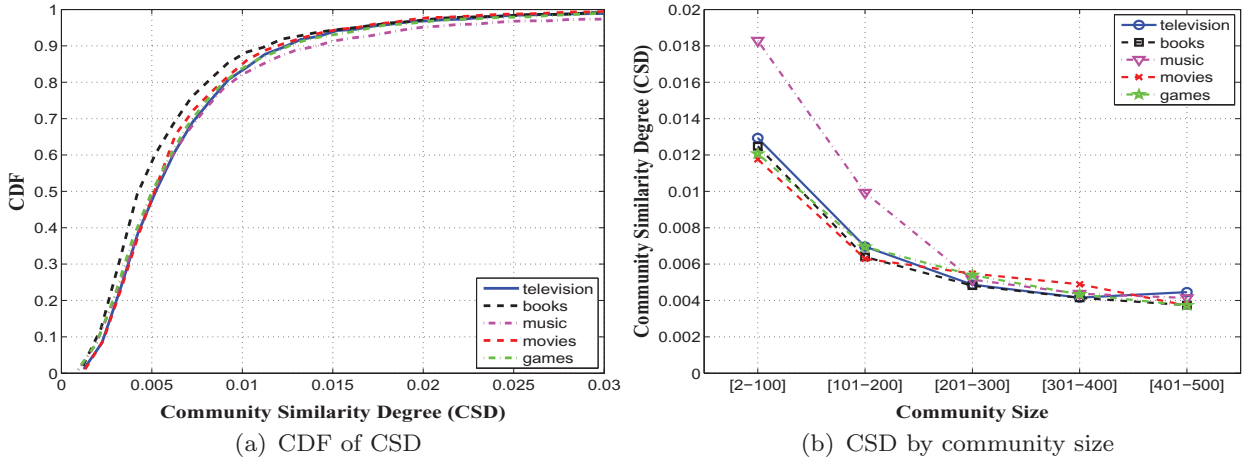 1
0.9
0.8
0.7
0.6
0.5
0.4
0.3
0.2
0.1
0
CDF
0 0.005 0.01 0.015 0.02 0.025 0.03
Community Similarity Degree (CSD)
television
books
music
movies
games
(a) CDF of CSD
0.02
0.018
0.016
0.014
0.012
0.01
0.008
0.006
0.004
0.002
0
Community Similarity Degree (CSD)
[2−100] [101−200] [201−300] [301−400] [401−500]
Community Size
television
books
music
movies
games
(b) CSD by community size